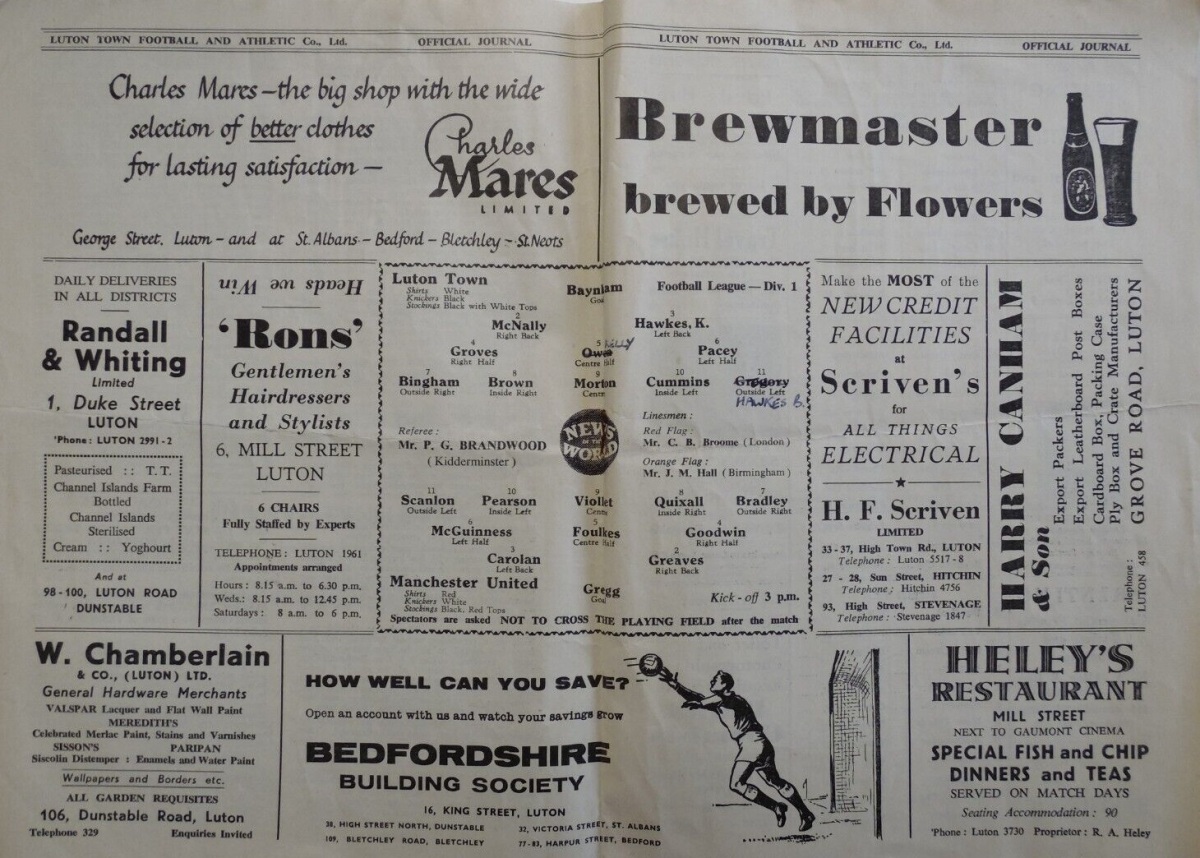 LUTON TOWN FOOTBALL AND ATHLETIC Co., Ltd. OFFICIAL JOURNAL
Charles Mares – the big shop with the wide
selection of better clothes
for lasting satisfaction –
Charles
Mares
LIMITED
George Street, Luton – and at St. Albans – Bedford – Bletchley – St. Neots
LUTON TOWN FOOTBALL AND ATHLETIC Co., Ltd. OFFICIAL JOURNAL
Brewmaster
brewed by Flowers
DAILY DELIVERIES
IN ALL DISTRICTS
Randall
& Whiting
Limited
1, Duke Street
LUTON
'Phone : LUTON 2991-2
Pasteurised :: T.T.
Channel Islands Farm
Bottled
Channel Islands
Sterilised
Cream :: Yoghourt
And at
98-100, LUTON ROAD
DUNSTABLE
Heads we Win
'Rons'
Gentlemen's
Hairdressers
and Stylists
6, MILL STREET
LUTON
6 CHAIRS
Fully Staffed by Experts
TELEPHONE : LUTON 1961
Appointments arranged
Hours : 8.15 a.m. to 6.30 p.m.
Weds. : 8.15 a.m. to 12.45 p.m.
Saturdays : 8 a.m. to 6 p.m.
Luton Town
Shirts White
Knickers Black
Stockings Black with White Tops
Baynham
Goal
Football League — Div. 1
2
McNally
Right Back
3
Hawkes, K.
Left Back
4
Groves
Right Half
5 KELLY
Owen
Centre Half
6
Pacey
Left Half
7
Bingham
Outside Right
8
Brown
Inside Right
9
Morton
Centre
10
Cummins
Inside Left
11
Gregory
Outside Left
HAWKES B.
Referee :
Mr. P. G. BRANDWOOD
( Kidderminster )
NEWS
OF THE
WORLD
Linesmen :
Red Flag :
Mr. C. B. Broome (London)
Orange Flag :
Mr. J. M. Hall (Birmingham)
11
Scanlon
Outside Left
10
Pearson
Inside Left
9
Violet
Centre
8
Quixall
Inside Right
7
Bradley
Outside Right
6
McGuinness
Left Half
5
Foulkes
Centre Half
4
Goodwin
Right Half
3
Carolan
Left Back
2
Greaves
Right Back
Manchester United
Shirts Red
Knickers White
Stockings Black, Red Tops
Gregg
Goal
Kick - off 3 p.m.
Spectators are asked NOT TO CROSS THE PLAYING FIELD after the match
Make the MOST of the
NEW CREDIT
FACILITIES
at
Scriven's
for
ALL THINGS
ELECTRICAL
H. F. Scriven
LIMITED
33-37, High Town Rd., LUTON
Telephone : Luton 5517-8
27 - 28, Sun Street, HITCHIN
Telephone ; Hitchin 4756
93, High Street, STEVENAGE
Telephone : Stevenage 1847
HARRY CANHAM
& Son
Export Packers
Export Leatherboard Post Boxes
Cardboard Box, Packing Case
Ply Box and Crate Manufacturers
GROVE ROAD, LUTON
Telephone :
LUTON 458
W. Chamberlain
& CO., (LUTON) LTD.
General Hardware Merchants
VALSPAR Lacquer and Flat Wall Paint
MEREDITH'S
Celebrated Merlac Paint, Stains and Varnishes
SISSON'S PARIPAN
Siscolin Distemper : Enamels and Water Paint
Wallpapers and Borders etc.
ALL GARDEN REQUISITES
106, Dunstable Road, Luton
Telephone 329 Enquiries Invited
HOW WELL CAN YOU SAVE?
Open an account with us and watch your savings grow
BEDFORDSHIRE
BUILDING SOCIETY
16, KING STREET, LUTON
38, HIGH STREET NORTH, DUNSTABLE 32, VICTORIA STREET, ST. ALBANS
109, BLETCHLEY ROAD, BLETCHLEY 77-83, HARPUR STREET, BEDFORD
HELEY'S
RESTAURANT
MILL STREET
NEXT TO GAUMONT CINEMA
SPECIAL FISH and CHIP
DINNERS and TEAS
SERVED ON MATCH DAYS
Seating Accommodation : 90
'Phone : Luton 3730 Proprietor : R. A. Heley